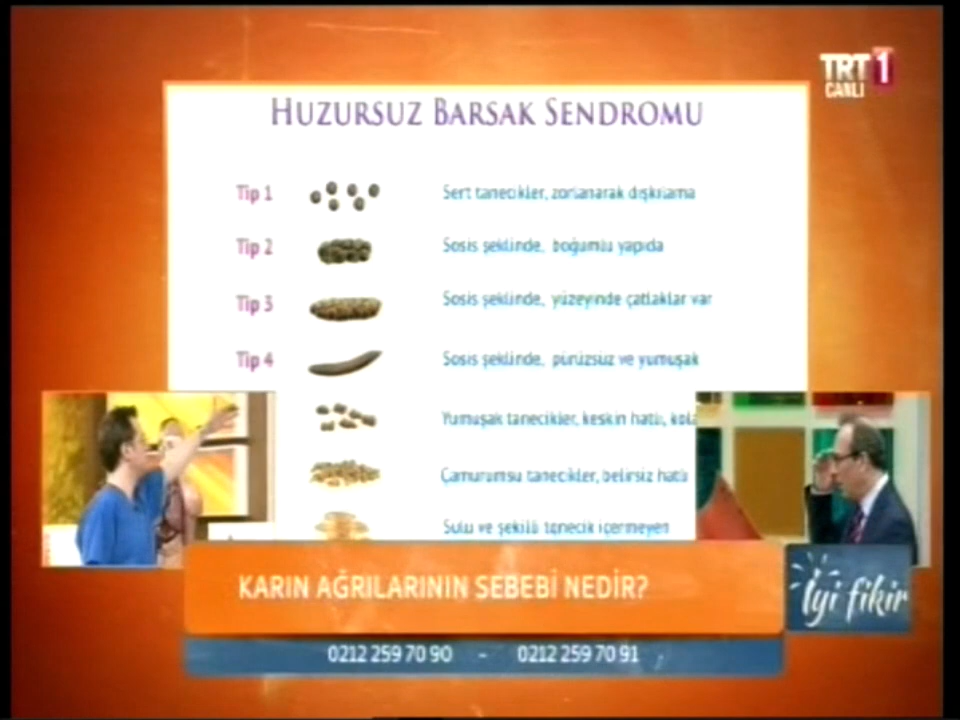 TRT 1
CANLI
HUZURSUZ BARSAK SENDROMU
Tip 1 Sert tanecikler, zorlanarak dışkılama
Tip 2 Sosis şeklinde, boğumlu yapıda
Tip 3 Sosis şeklinde, yüzeyinde çatlaklar var
Tip 4 Sosis şeklinde, pürüzsüz ve yumuşak
Yumuşak tanecikler, keskin hatlı, kola
Çamurumsu tanecikler, belirsiz hatlı
Sulu ve şekilli tanecik içermeyen
KARIN AĞRILARININ SEBEBİ NEDİR?
iyi fikir
0212 259 70 90 - 0212 259 70 91